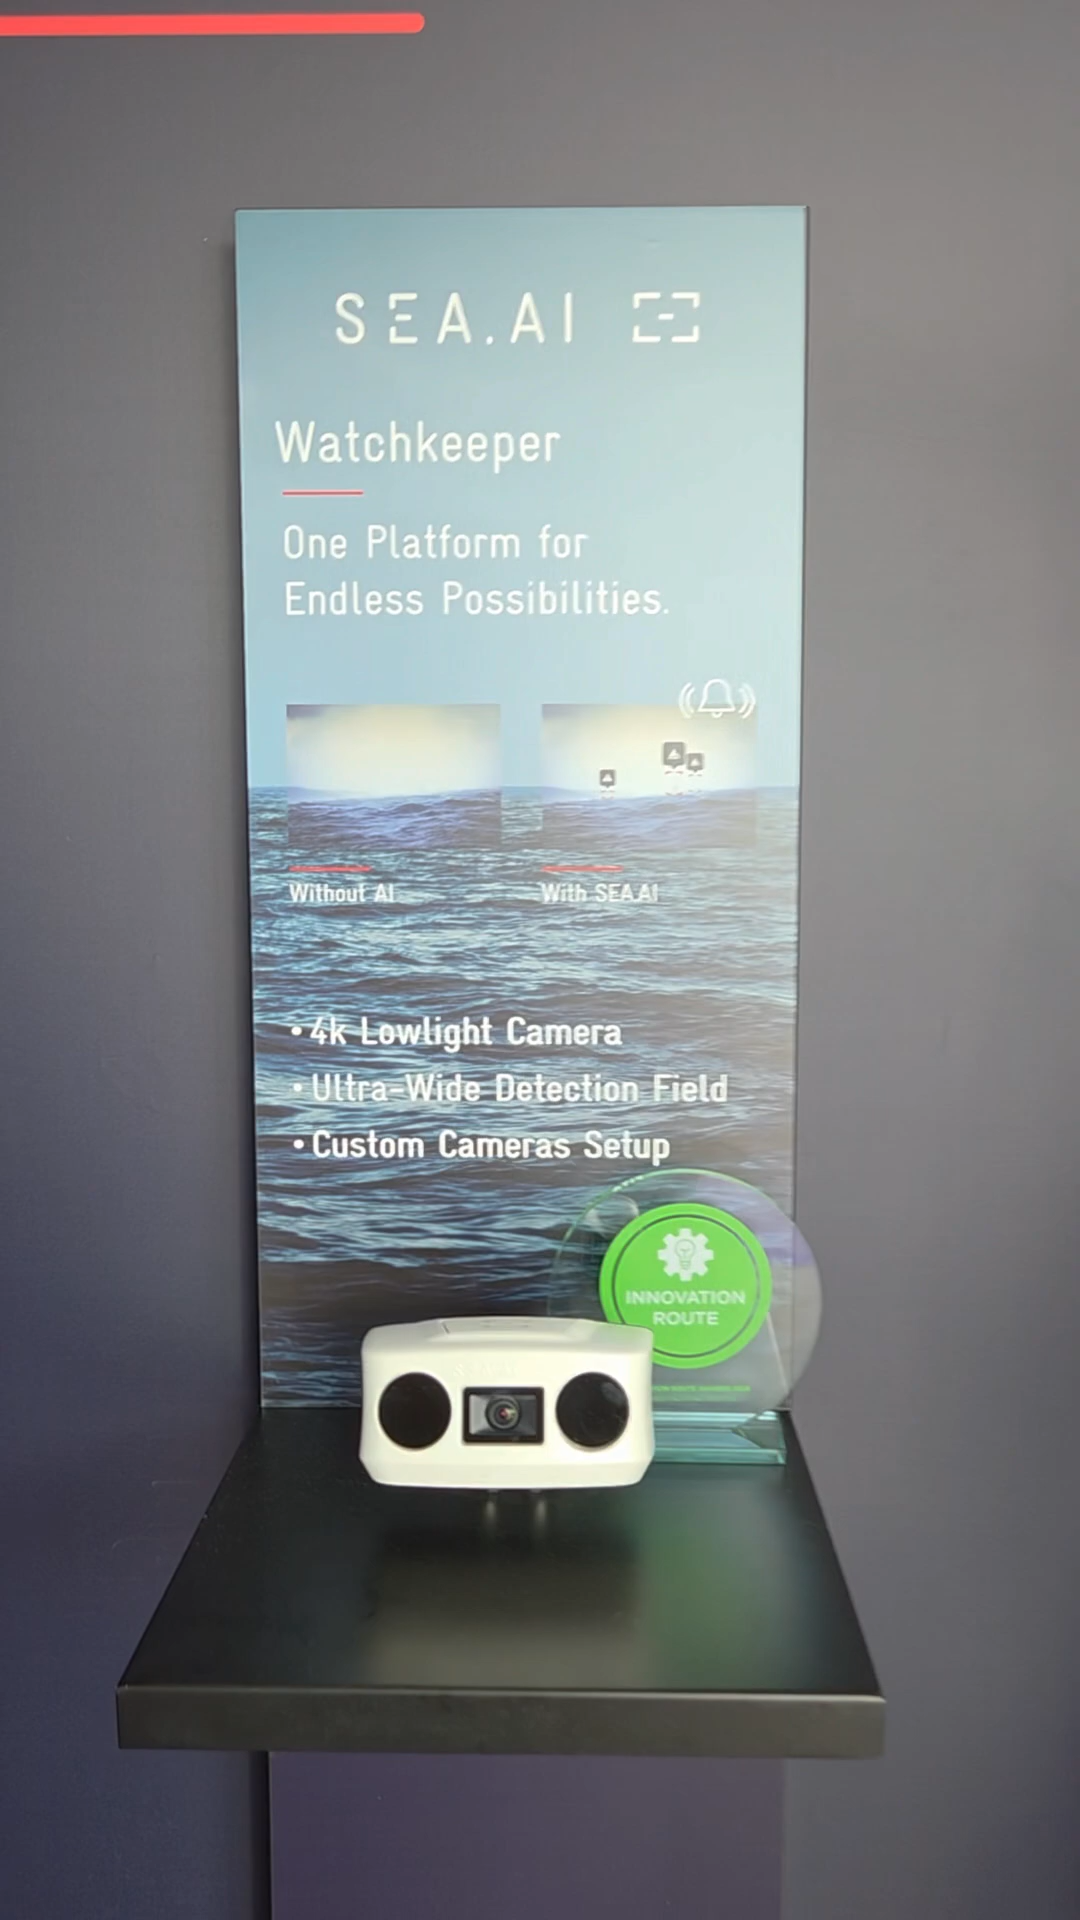 SEA.AI
Watchkeeper
One Platform for
Endless Possibilities.
Without AI
With SEA.AI
• 4k Lowlight Camera
• Ultra-Wide Detection Field
• Custom Cameras Setup
INNOVATION
ROUTE